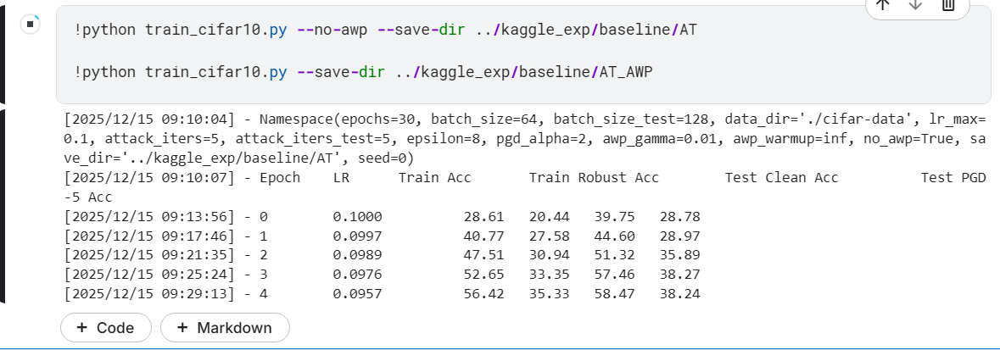 !python train_cifar10.py --no-awp --save-dir ../kaggle_exp/baseline/AT
!python train_cifar10.py --save-dir ../kaggle_exp/baseline/AT_AWP
[2025/12/15 09:10:04] - Namespace(epochs=30, batch_size=64, batch_size_test=128, data_dir='./cifar-data', lr_max=
0.1, attack_iters=5, attack_iters_test=5, epsilon=8, pgd_alpha=2, awp_gamma=0.01, awp_warmup=inf, no_awp=True, sa
ve_dir='../kaggle_exp/baseline/AT', seed=0)
[2025/12/15 09:10:07] - Epoch LR Train Acc Train Robust Acc Test Clean Acc Test PGD
-5 Acc
[2025/12/15 09:13:56] - 0 0.1000 28.61 20.44 39.75 28.78
[2025/12/15 09:17:46] - 1 0.0997 40.77 27.58 44.60 28.97
[2025/12/15 09:21:35] - 2 0.0989 47.51 30.94 51.32 35.89
[2025/12/15 09:25:24] - 3 0.0976 52.65 33.35 57.46 38.27
[2025/12/15 09:29:13] - 4 0.0957 56.42 35.33 58.47 38.24
+ Code + Markdown